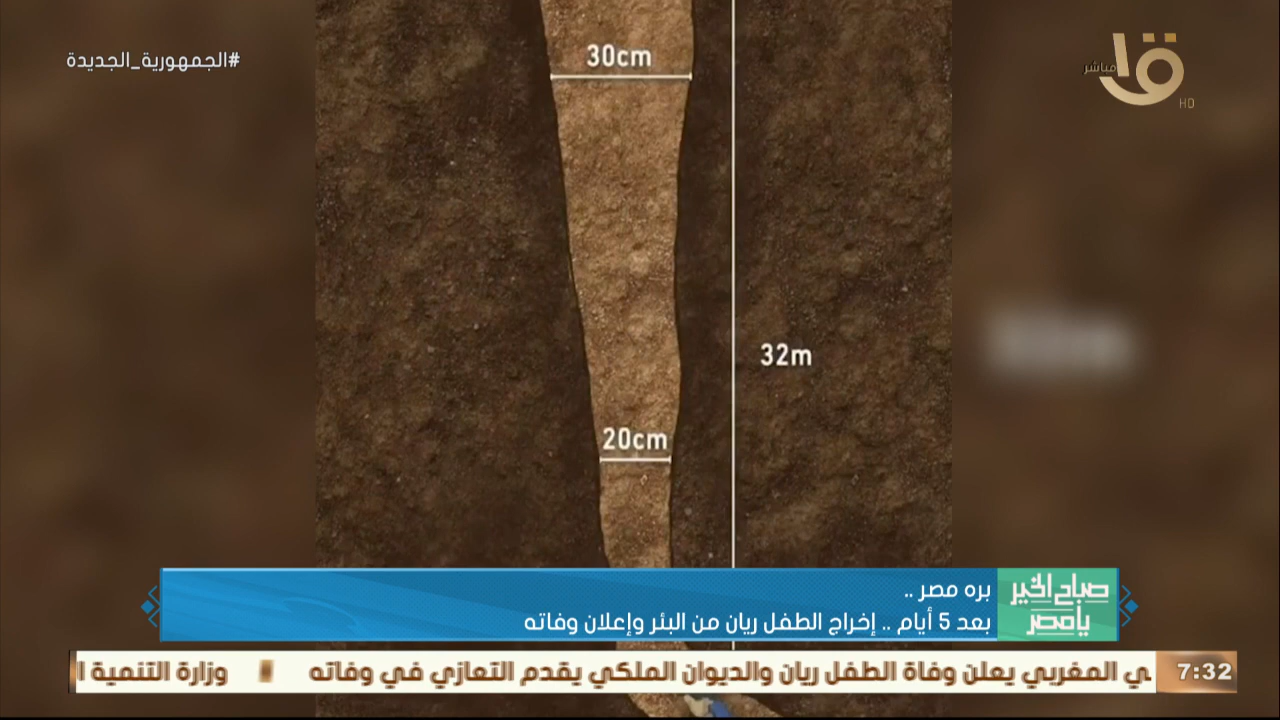 #الجمهورية_الجديدة
مباشر
HD
30cm
32m
20cm
صباح الخير
يا مصر
بره مصر ..
بعد 5 أيام .. إخراج الطفل ريان من البئر وإعلان وفاته
7:32
المغربي يعلن وفاة الطفل ريان والديوان الملكي يقدم التعازي في وفاته
وزارة التنمية